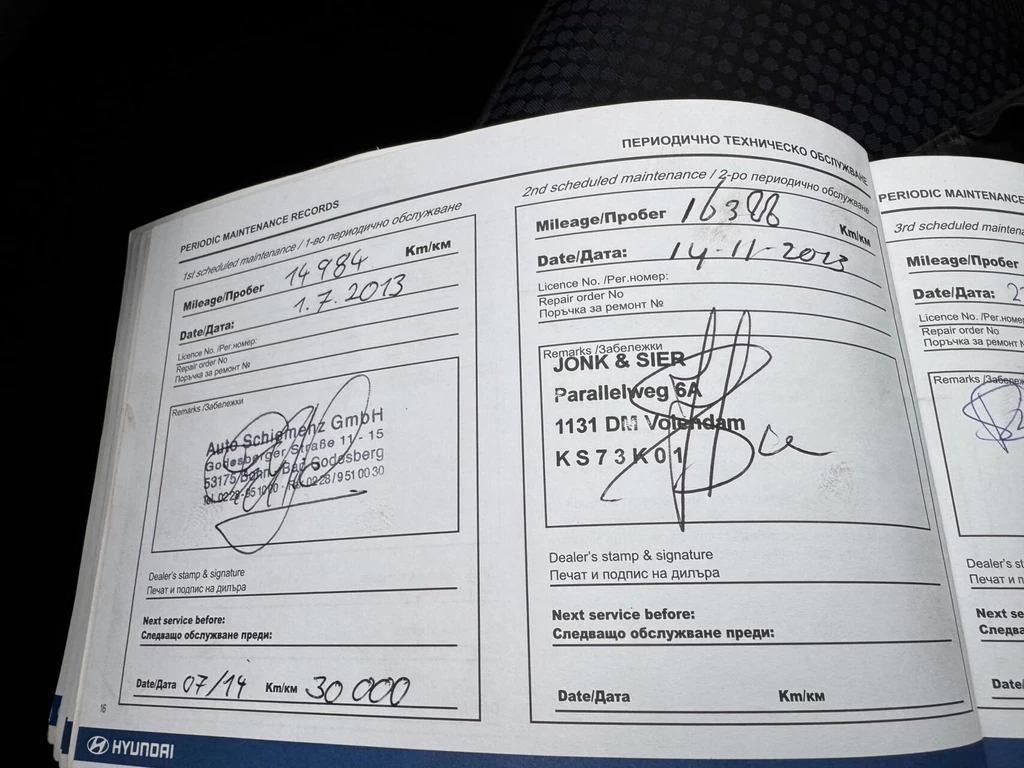 PERIODIC MAINTENANCE RECORDS
1st scheduled maintenance / 1-во периодично обслужване
Mileage/Пробег 14984 Km/км
Date/Дата: 1.7.2013
Licence No. /Рег.номер:
Repair order No
Поръчка за ремонт №
Remarks /Забележки
Auto Schiemenz GmbH
Godesberger Straße 11 - 15
53175 Bonn - Bad Godesberg
Dealer's stamp & signature
Печат и подпис на дилъра
Next service before:
Следващо обслужване преди:
Date/Дата 07/14 Km/км 30 000
16
HYUNDAI
ПЕРИОДИЧНО ТЕХНИЧЕСКО ОБСЛУЖВАНЕ
2nd scheduled maintenance / 2-ро периодично обслужване
Mileage/Пробег Km/км
Date/Дата: 14-11-2013
Licence No. /Рег.номер:
Repair order No
Поръчка за ремонт №
Remarks /Забележки
JONK & SIER
Parallelweg 6A
1131 DM Volendam
KS73K01
Dealer's stamp & signature
Печат и подпис на дилъра
Next service before:
Следващо обслужване преди:
Date/Дата Km/км
PERIODIC MAINTENANCE
3rd scheduled
Mileage/Пробег
Date/Дата:
Licence No. /Рег.номер
Repair order No
Поръчка за ремонт
Remarks
Dealer's
Печат и
Next